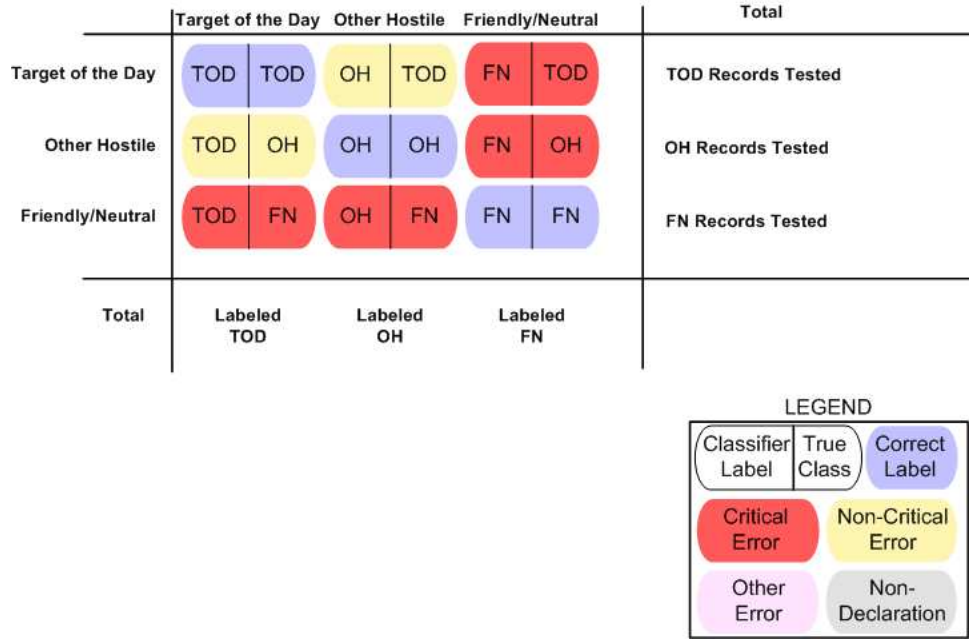 Target of the Day Other Hostile Friendly/Neutral Total
Target of the Day TOD TOD OH TOD FN TOD TOD Records Tested
Other Hostile TOD OH OH OH FN OH OH Records Tested
Friendly/Neutral TOD FN OH FN FN FN FN Records Tested
Total Labeled Labeled Labeled
TOD OH FN
LEGEND
Classifier True Correct
Label Class Label
Critical Non-Critical
Error Error
Other Non-
Error Declaration